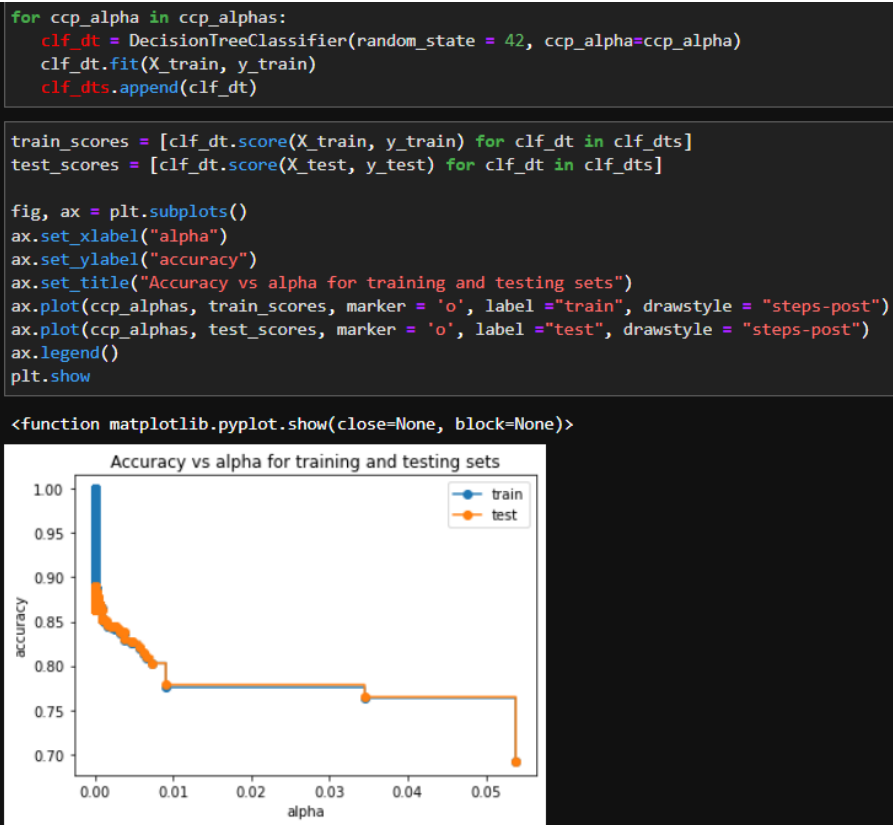 for ccp_alpha in ccp_alphas:
   clf_dt = DecisionTreeClassifier(random_state = 42, ccp_alpha=ccp_alpha)
   clf_dt.fit(X_train, y_train)
   clf_dts.append(clf_dt)
train_scores = [clf_dt.score(X_train, y_train) for clf_dt in clf_dts]
test_scores = [clf_dt.score(X_test, y_test) for clf_dt in clf_dts]
fig, ax = plt.subplots()
ax.set_xlabel("alpha")
ax.set_ylabel("accuracy")
ax.set_title("Accuracy vs alpha for training and testing sets")
ax.plot(ccp_alphas, train_scores, marker = 'o', label ="train", drawstyle = "steps-post")
ax.plot(ccp_alphas, test_scores, marker = 'o', label ="test", drawstyle = "steps-post")
ax.legend()
plt.show
<function matplotlib.pyplot.show(close=None, block=None)>
Accuracy vs alpha for training and testing sets
train
test
1.00
0.95
0.90
0.85
0.80
0.75
0.70
accuracy
0.00 0.01 0.02 0.03 0.04 0.05
alpha